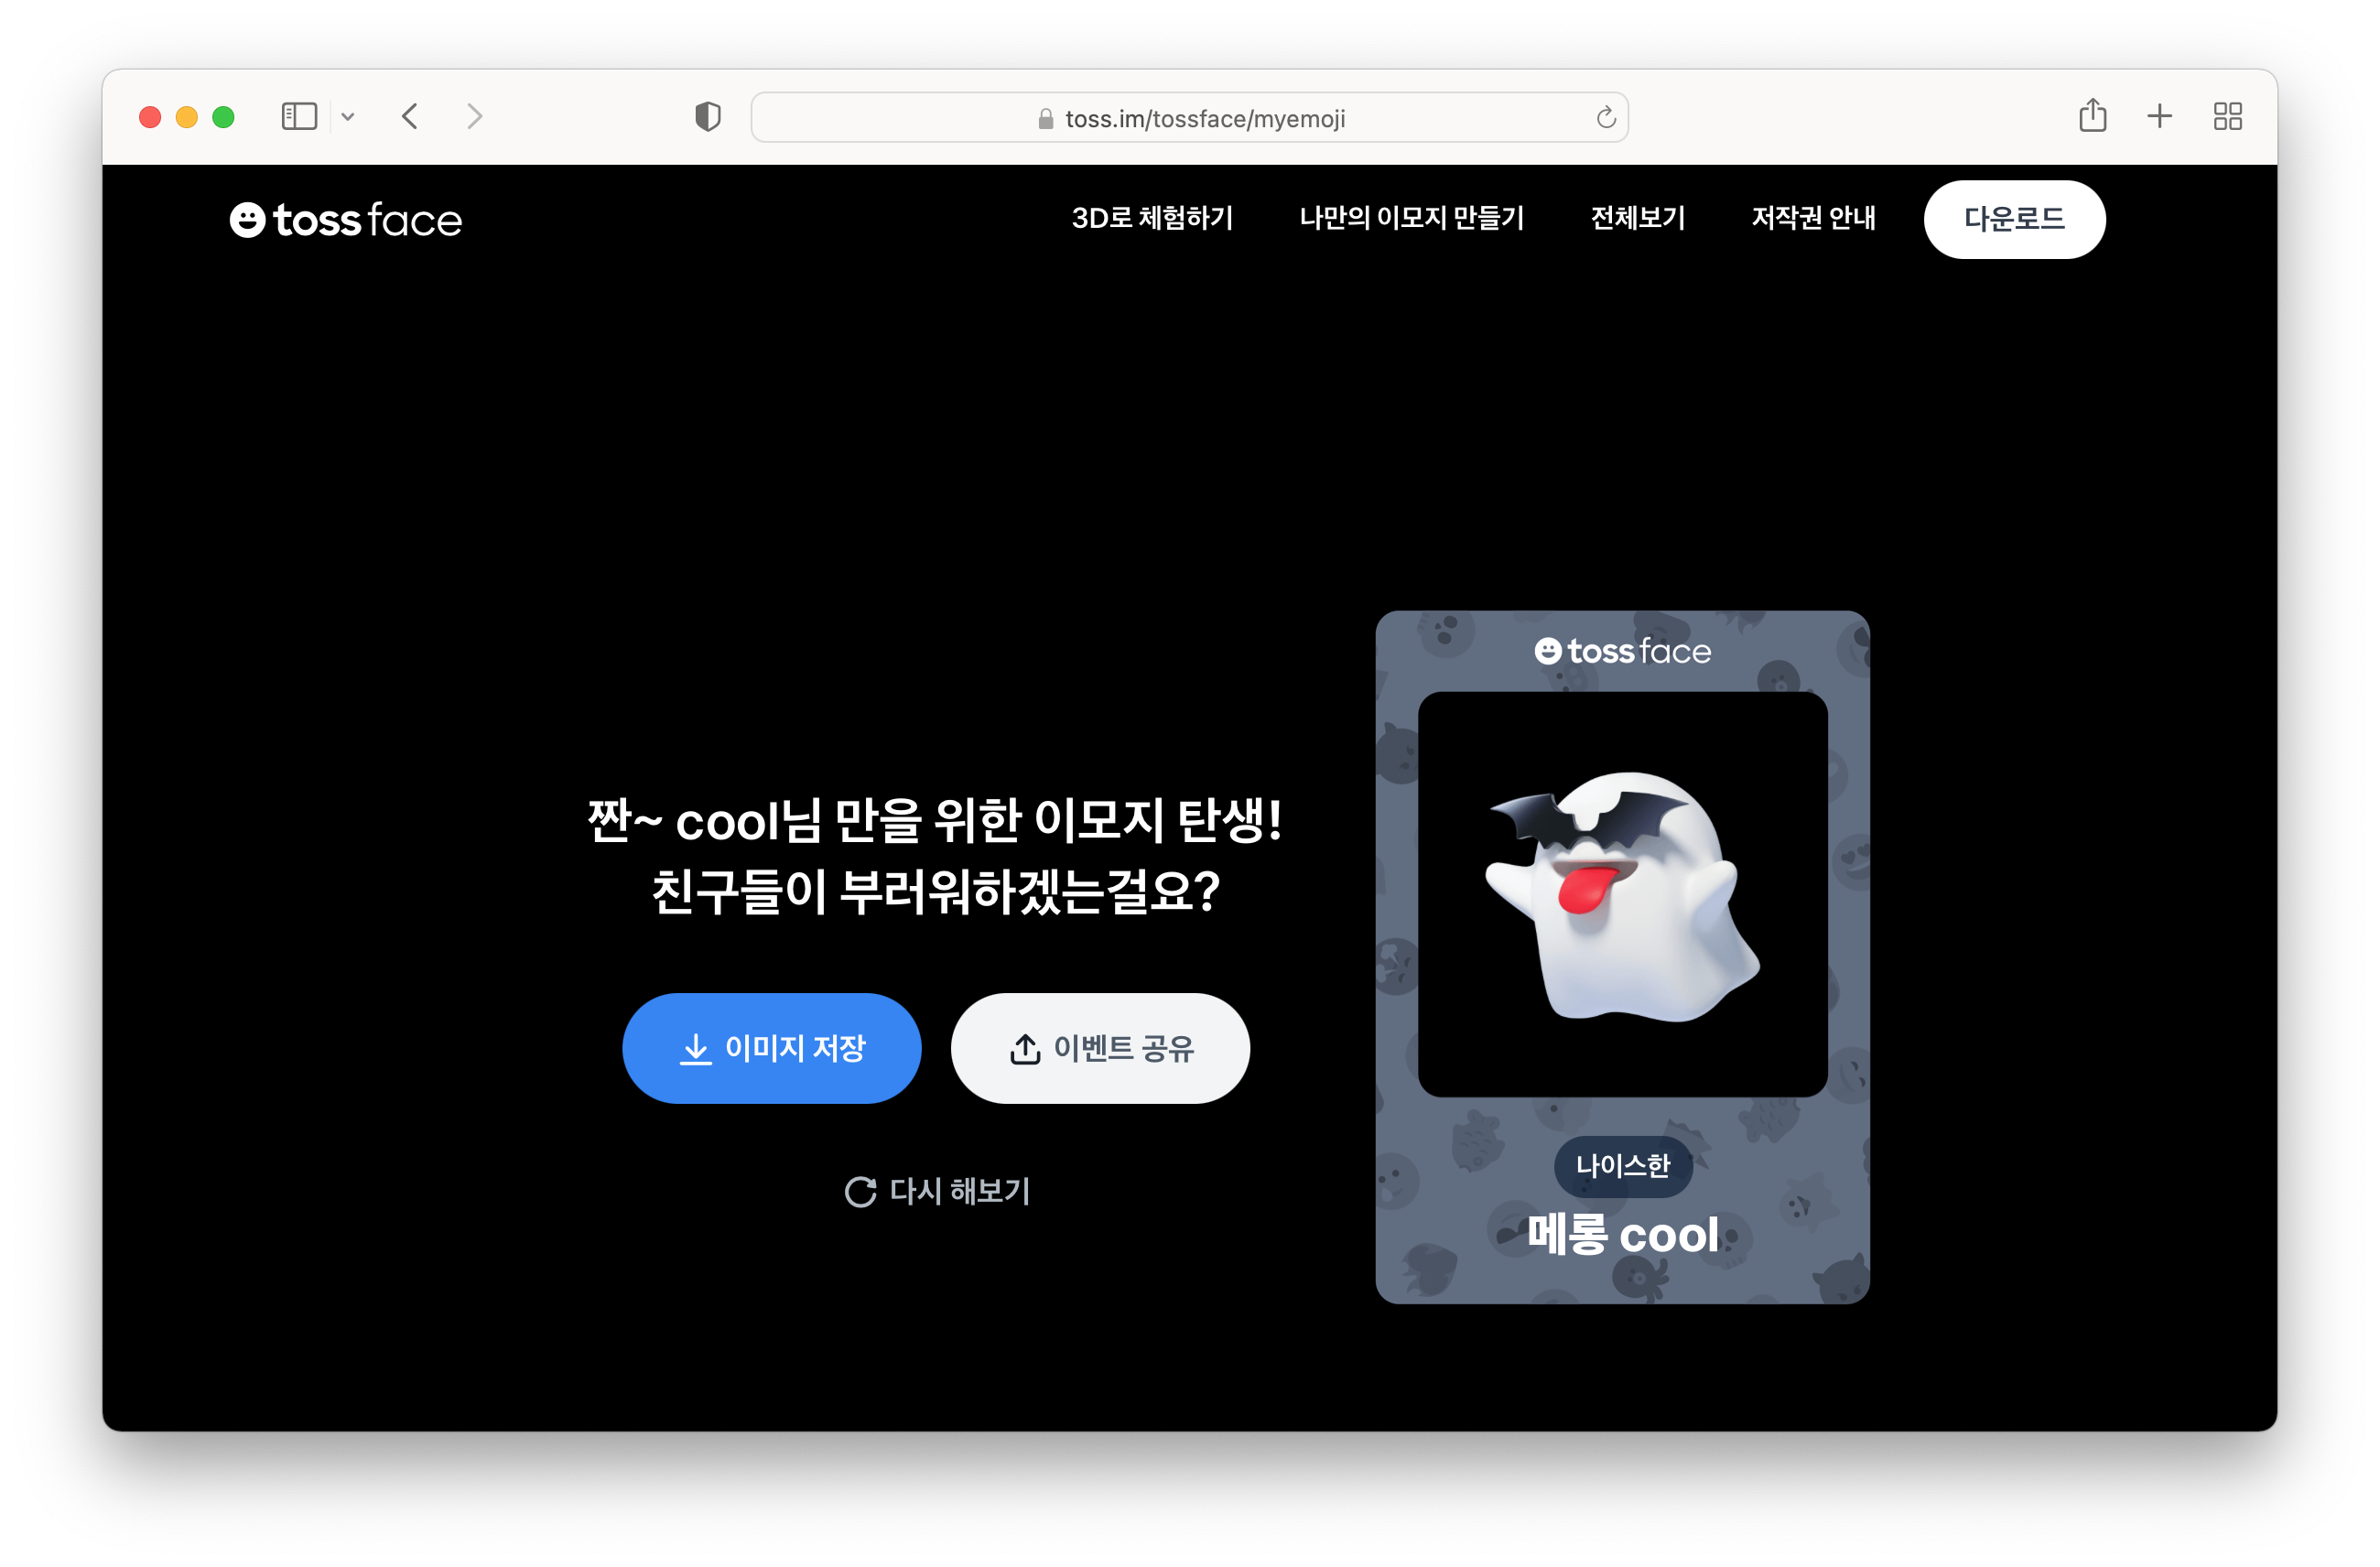 toss.im/tossface/myemoji
toss face
3D로 체험하기
나만의 이모지 만들기
전체보기
저작권 안내
다운로드
짠~ cool님 만을 위한 이모지 탄생!
친구들이 부러워하겠는걸요?
이미지 저장
이벤트 공유
다시 해보기
toss face
나이스한
메롱 cool